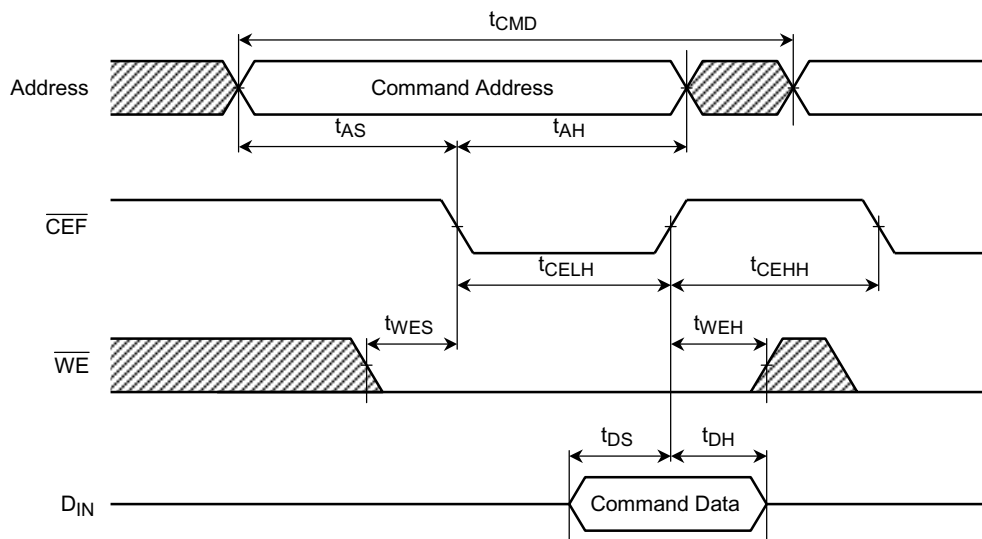 tCMD
Address
Command Address
tAS
tAH
CEF
tCELH
tCEHH
tWES
tWEH
WE
tDS
tDH
DIN
Command Data